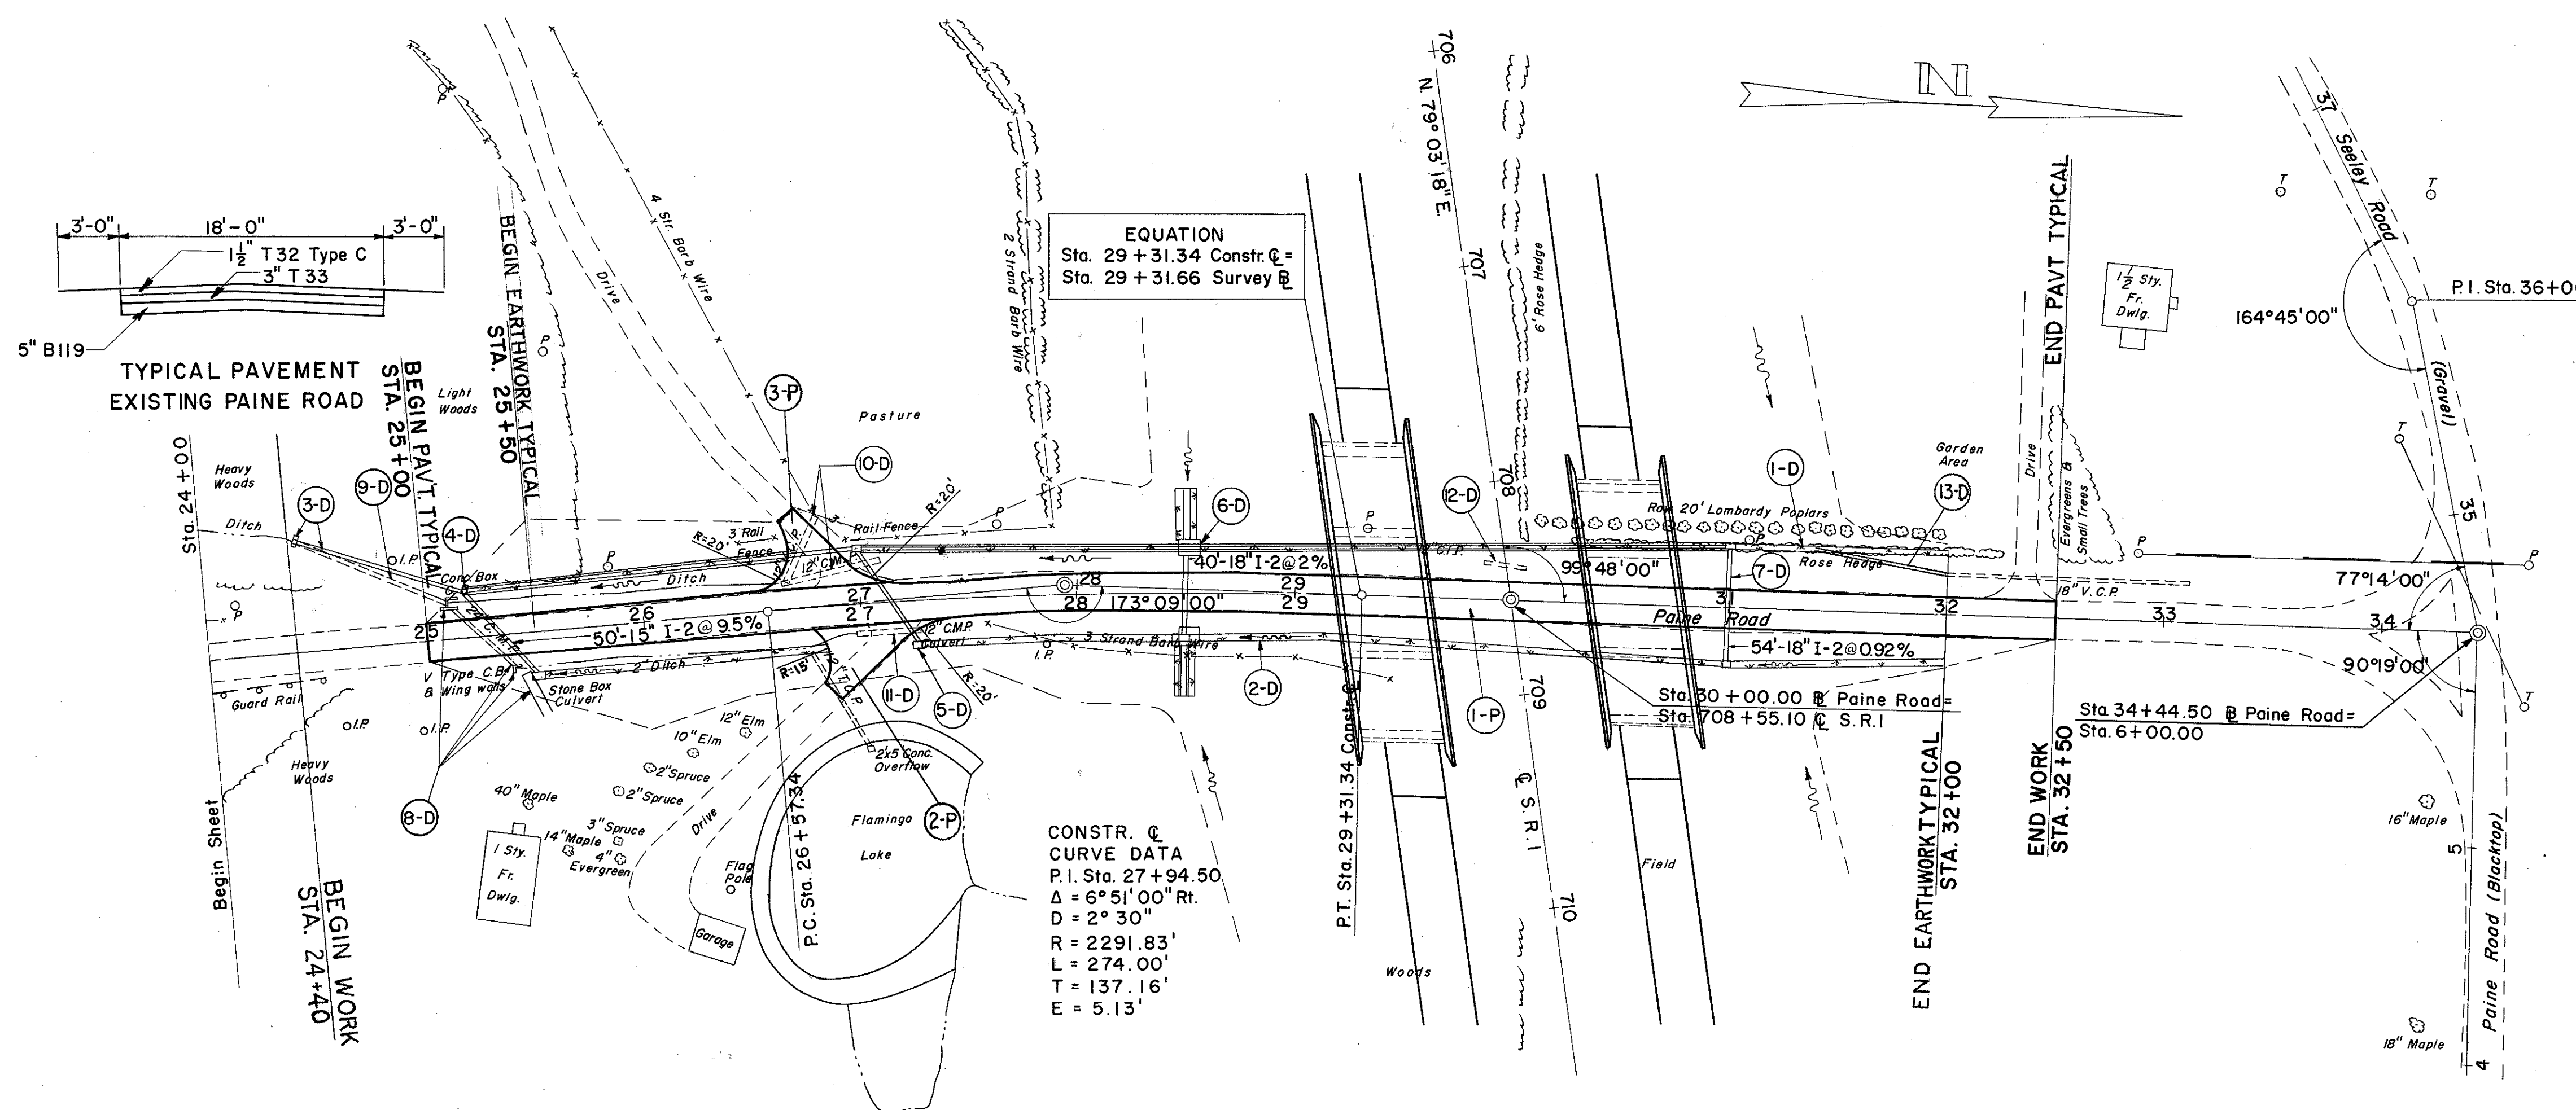 3'-0"
18'-0"
3'-0"
1½" T 32 Type C
3" T 33
5" B119
TYPICAL PAVEMENT
EXISTING PAINE ROAD
Sta. 24+00
Begin Sheet
BEGIN WORK
STA. 24+40
BEGIN PAV'T. TYPICAL
STA. 25+00
BEGIN EARTHWORK TYPICAL
STA. 25+50
Heavy
Woods
Light
Woods
Ditch
3-D
9-D
4-D
I.P.
P
P
P
P
Conc. Box
24" C.M.P.
Ditch
3 Rail
Fence
R=20'
12" C.M.
3-P
10-D
Drive
4 Str. Barb Wire
Pasture
Rail Fence
R=20'
P
2 Strand Barb Wire
25
26
27
27
28
28
29
29
31
32
33
34
35
37
50'-15" I-2 @ 9.5%
173° 09' 00"
40'-18" I-2 @ 2%
6-D
12" C.I.P.
P
12-D
99° 48' 00"
EQUATION
Sta. 29 + 31.34 Constr. ℄ =
Sta. 29 + 31.66 Survey B̵L
706
N. 79° 03' 18" E.
707
708
709
710
6' Rose Hedge
N
Row 20' Lombardy Poplars
1-D
P
Rose Hedge
7-D
Garden
Area
13-D
Drive
Evergreens &
Small Trees
END PAVT TYPICAL
1½ Sty.
Fr.
Dwlg.
T
T
T
T
P
P
Seeley Road
(Gravel)
164° 45' 00"
P.I. Sta. 36+0
77° 14' 00"
90° 19' 00"
18" V.C.P.
Paine Road
54'-18" I-2 @ 0.92%
Sta. 30 + 00.00 B̵L Paine Road =
Sta. 708 + 55.10 ℄ S.R.1
Sta. 34 + 44.50 B̵L Paine Road =
Sta. 6 + 00.00
1-P
2-D
3 Strand Barb Wire
I.P.
12" C.M.P.
Culvert
R=20'
5-D
11-D
R=15'
12" T.C.P.
2' Ditch
V Type C.B.
& Wing walls
Stone Box
Culvert
Guard Rail
I.P.
I.P.
Heavy
Woods
8-D
12" Elm
10" Elm
2" Spruce
2" Spruce
40" Maple
3" Spruce
14" Maple
4"
Evergreen
1 Sty.
Fr.
Dwlg.
Drive
Flag
Pole
Garage
2'x5' Conc.
Overflow
Flamingo
Lake
2-P
P.C. Sta. 26 + 57.34
CONSTR. ℄
CURVE DATA
P.I. Sta. 27 + 94.50
Δ = 6° 51' 00" Rt.
D = 2° 30"
R = 2291.83'
L = 274.00'
T = 137.16'
E = 5.13'
P.T. Sta. 29 + 31.34 Constr. ℄
Woods
℄ S.R.1
Field
END EARTHWORK TYPICAL
STA. 32+00
END WORK
STA. 32+50
16" Maple
18" Maple
5
4
Paine Road (Blacktop)